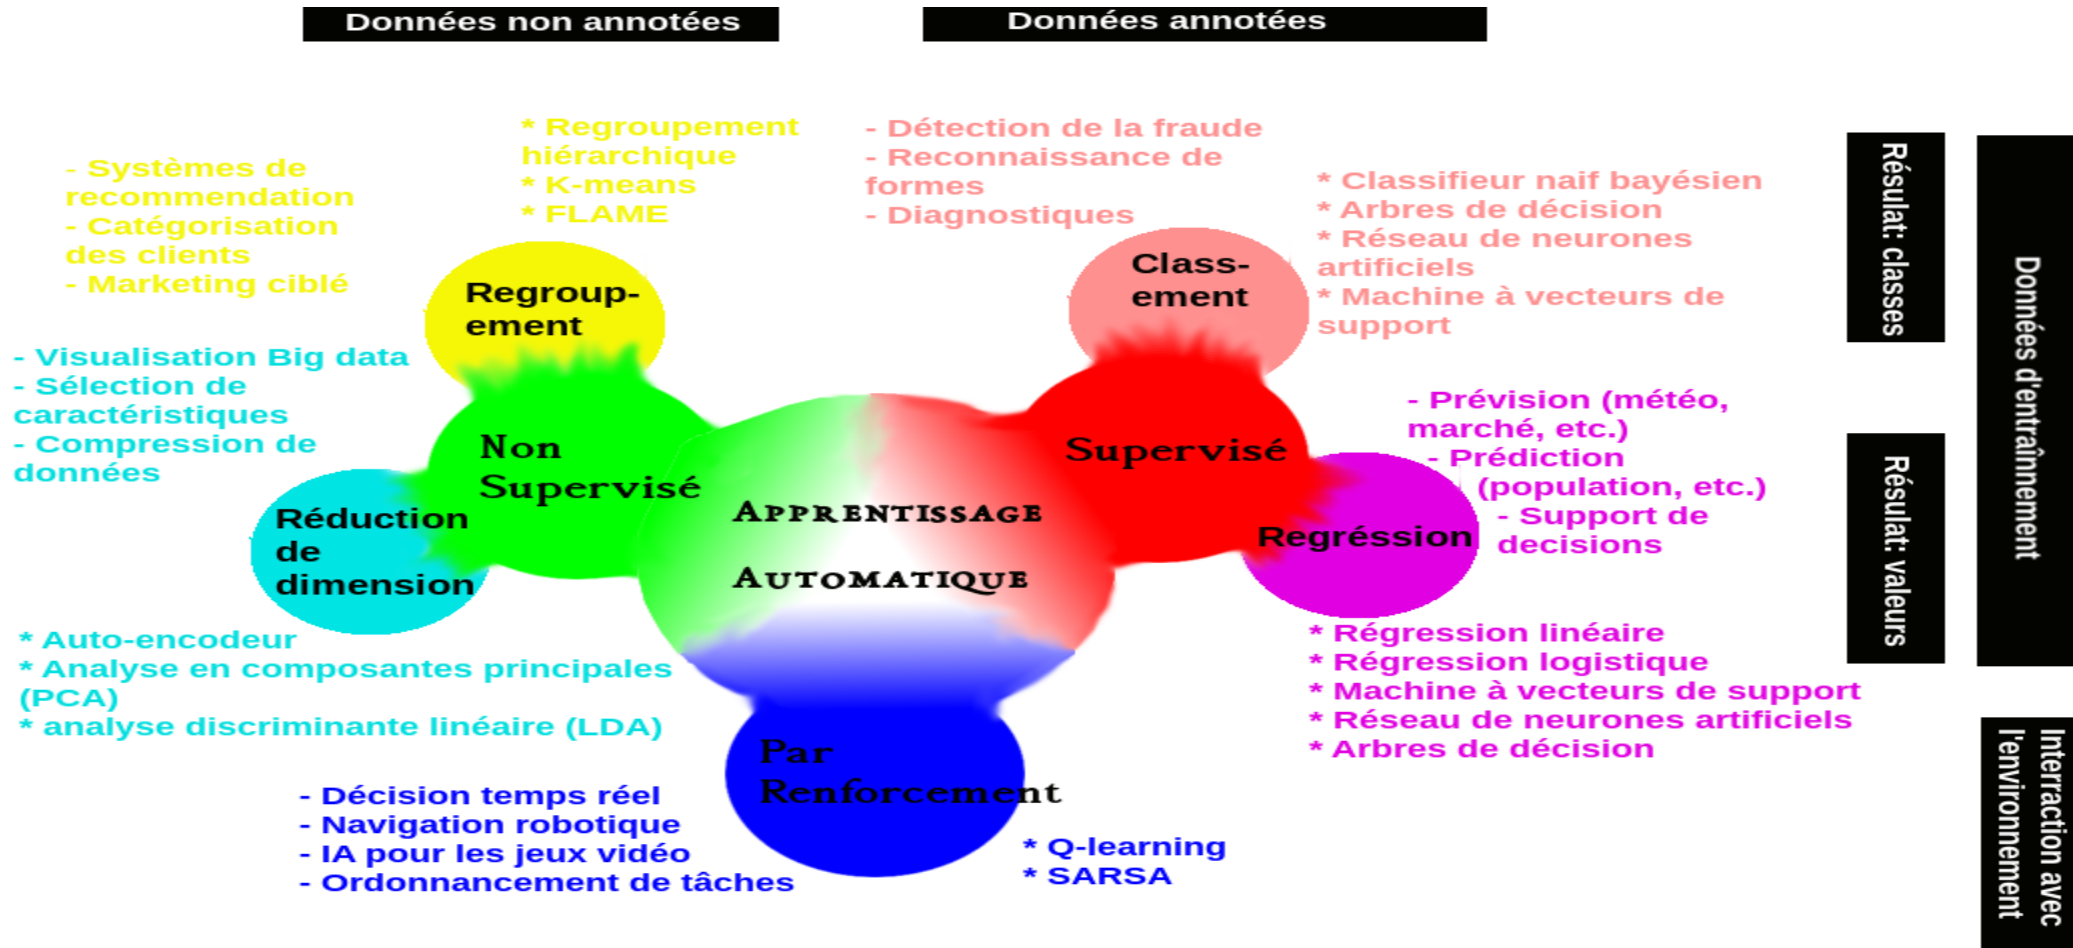 Données non annotées
Données annotées
* Regroupement
hiérarchique
* K-means
* FLAME
- Systèmes de
recommendation
- Catégorisation
des clients
- Marketing ciblé
- Détection de la fraude
- Reconnaissance de
formes
- Diagnostiques
* Classifieur naif bayésien
* Arbres de décision
* Réseau de neurones
artificiels
* Machine à vecteurs de
support
Résulat: classes
Données d'entraînnement
Regroup-
ement
Class-
ement
- Visualisation Big data
- Sélection de
caractéristiques
- Compression de
données
Non
Supervisé
Supervisé
- Prévision (météo,
marché, etc.)
- Prédiction
(population, etc.)
- Support de
decisions
Résulat: valeurs
Réduction
de
dimension
Apprentissage
Automatique
Regréssion
* Auto-encodeur
* Analyse en composantes principales
(PCA)
* analyse discriminante linéaire (LDA)
* Régression linéaire
* Régression logistique
* Machine à vecteurs de support
* Réseau de neurones artificiels
* Arbres de décision
Par
Renforcement
- Décision temps réel
- Navigation robotique
- IA pour les jeux vidéo
- Ordonnancement de tâches
* Q-learning
* SARSA
Interraction avec
l'environnement